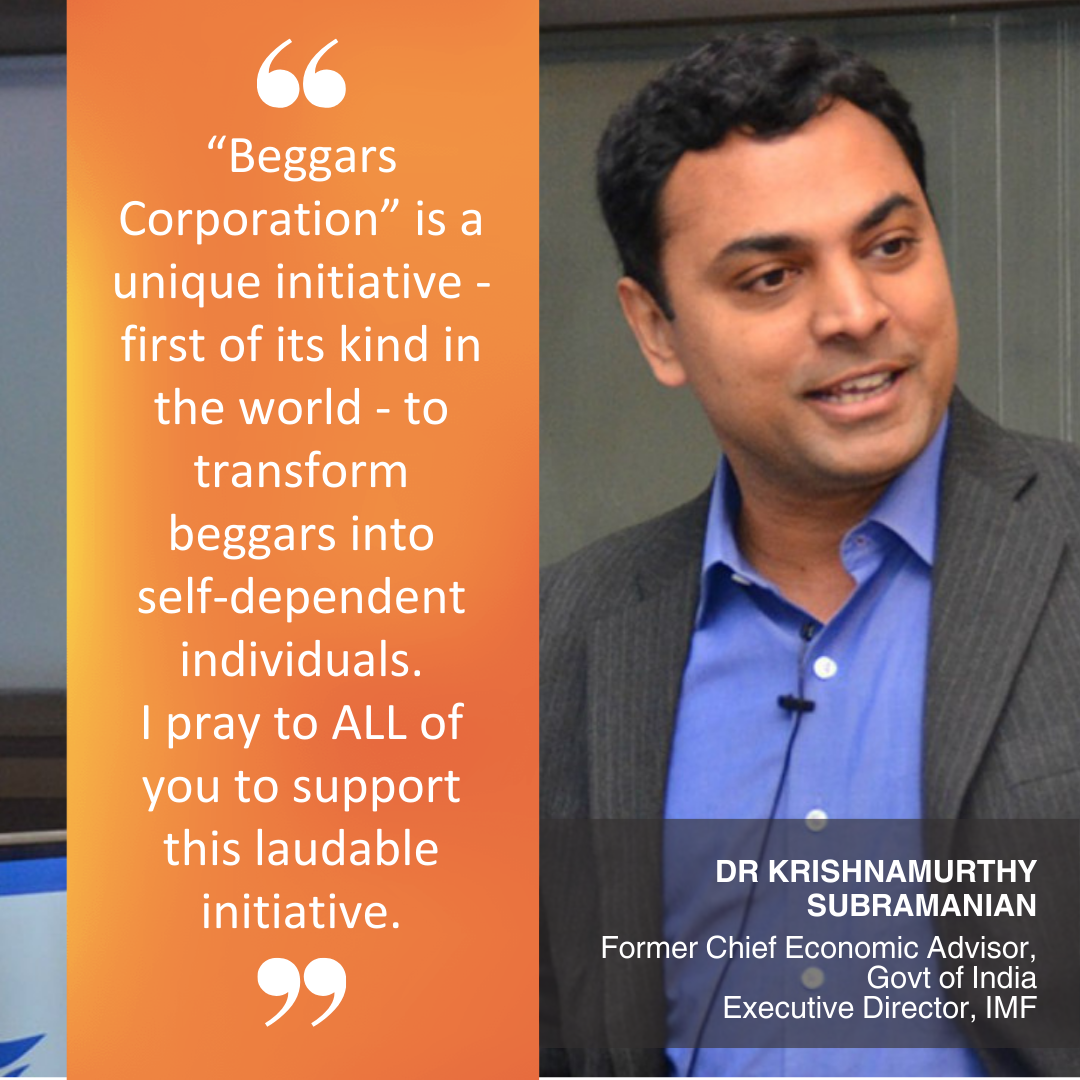 “Beggars
Corporation” is a
unique initiative -
first of its kind in
the world - to
transform
beggars into
self-dependent
individuals.
I pray to ALL of
you to support
this laudable
initiative.
DR KRISHNAMURTHY
SUBRAMANIAN
Former Chief Economic Advisor,
Govt of India
Executive Director, IMF